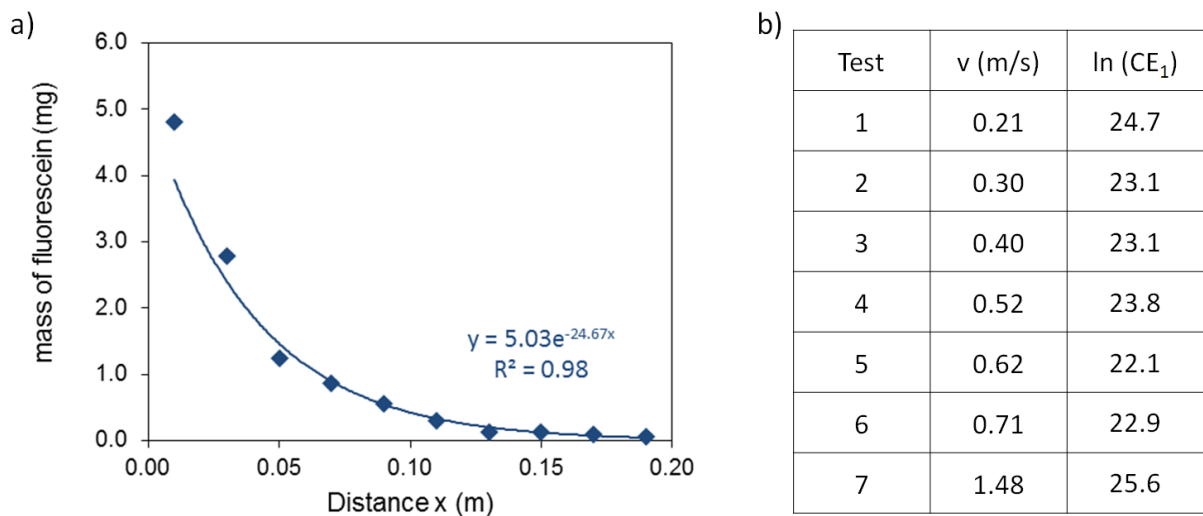 a)
mass of fluorescein (mg)
6.0
5.0
4.0
3.0
2.0
1.0
0.0
y = 5.03e^-24.67x
R² = 0.98
0.00 0.05 0.10 0.15 0.20
Distance x (m)
b)
Test v (m/s) ln (CE₁)
1 0.21 24.7
2 0.30 23.1
3 0.40 23.1
4 0.52 23.8
5 0.62 22.1
6 0.71 22.9
7 1.48 25.6